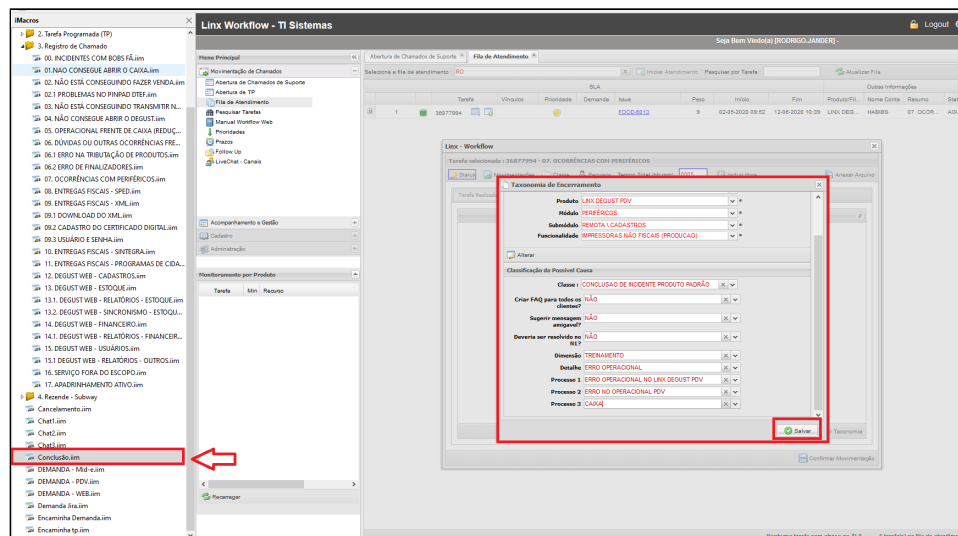 iMacros
2. Tarefa Programada (TP)
3. Registro de Chamado
00. INCIDENTES COM BOBS FÃ.iim
01.NAO CONSEGUE ABRIR O CAIXA.iim
02. NÃO ESTÁ CONSEGUINDO FAZER VENDA.iim
02.1 PROBLEMAS NO PINPAD DTEF.iim
03. NÃO ESTÁ CONSEGUINDO TRANSMITIR N...
04. NÃO CONSEGUE ABRIR O DEGUST.iim
05. OPERACIONAL FRENTE DE CAIXA (REDUÇ...
06. DÚVIDAS OU OUTRAS OCORRÊNCIAS FRE...
06.1 ERRO NA TRIBUTAÇÃO DE PRODUTOS.iim
06.2 ERRO DE FINALIZADORES.iim
07. OCORRÊNCIAS COM PERIFÉRICOS.iim
08. ENTREGAS FISCAIS - SPED.iim
09. ENTREGAS FISCAIS - XML.iim
09.1 DOWNLOAD DO XML.iim
09.2 CADASTRO DO CERTIFICADO DIGITAL.iim
09.3 USUÁRIO E SENHA.iim
10. ENTREGAS FISCAIS - SINTEGRA.iim
11. ENTREGAS FISCAIS - PROGRAMAS DE CIDA...
12. DEGUST WEB - CADASTROS.iim
13. DEGUST WEB - ESTOQUE.iim
13.1. DEGUST WEB - RELATÓRIOS - ESTOQUE.iim
13.2. DEGUST WEB - SINCRONISMO - ESTOQU...
14. DEGUST WEB - FINANCEIRO.iim
14.1. DEGUST WEB - RELATÓRIOS - FINANCEIR...
15. DEGUST WEB - USUÁRIOS.iim
15.1 DEGUST WEB - RELATÓRIOS - OUTROS.iim
16. SERVIÇO FORA DO ESCOPO.iim
17. APADRINHAMENTO ATIVO.iim
4. Rezende - Subway
Cancelamento.iim
Chat1.iim
Chat2.iim
Chat3.iim
Conclusão.iim
DEMANDA - Mid-e.iim
DEMANDA - PDV.iim
DEMANDA - WEB.iim
Demanda Jira.iim
Encaminha Demanda.iim
Encaminha tp.iim
Linx Workflow - TI Sistemas
Logout
Seja Bem Vindo(a) [RODRIGO.JANDER] -
Menu Principal
Movimentação de Chamados
Abertura de Chamados de Suporte
Abertura de TP
Fila de Atendimento
Pesquisar Tarefas
Manual Workflow Web
Prioridades
Prazos
Follow Up
LiveChat - Canais
Acompanhamento e Gestão
Cadastro
Administração
Monitoramento por Produto
Tarefa Min Recurso
Recarregar
Abertura de Chamados de Suporte Fila de Atendimento
Selecione a fila de atendimento: RO Iniciar Atendimento Pesquisar por Tarefa: Atualizar Fila
SLA Outras Informações
Tarefa Vínculos Prioridade Demanda Issue Peso Início Fim Produto/Fil... Nome Conta Resumo Stat
1 36877994 FOOD-6913 9 02-05-2020 09:52 12-05-2020 10:39 LINX DEG... HABIBS 07. OCOR... AGU
Linx - Workflow
Tarefa selecionada : 36877994 - 07. OCORRÊNCIAS COM PERIFÉRICOS
Status Anexar Arquivo
Taxonomia de Encerramento
Produto LINX DEGUST PDV *
Módulo PERIFÉRICOS *
Submódulo REMOTA \ CADASTROS *
Funcionalidade IMPRESSORAS NÃO FISCAIS (PRODUCAO) *
Alterar
Classificação da Possível Causa
Classe : CONCLUSAO DE INCIDENTE PRODUTO PADRÃO
Criar FAQ para todos os clientes? NÃO
Sugerir mensagem amigavel? NÃO
Deveria ser resolvido no N1? NÃO
Dimensão TREINAMENTO
Detalhe ERRO OPERACIONAL
Processo 1 ERRO OPERACIONAL NO LINX DEGUST PDV
Processo 2 ERRO NO OPERACIONAL PDV
Processo 3 CAIXA
Salvar
Taxonomia
Confirmar Movimentação